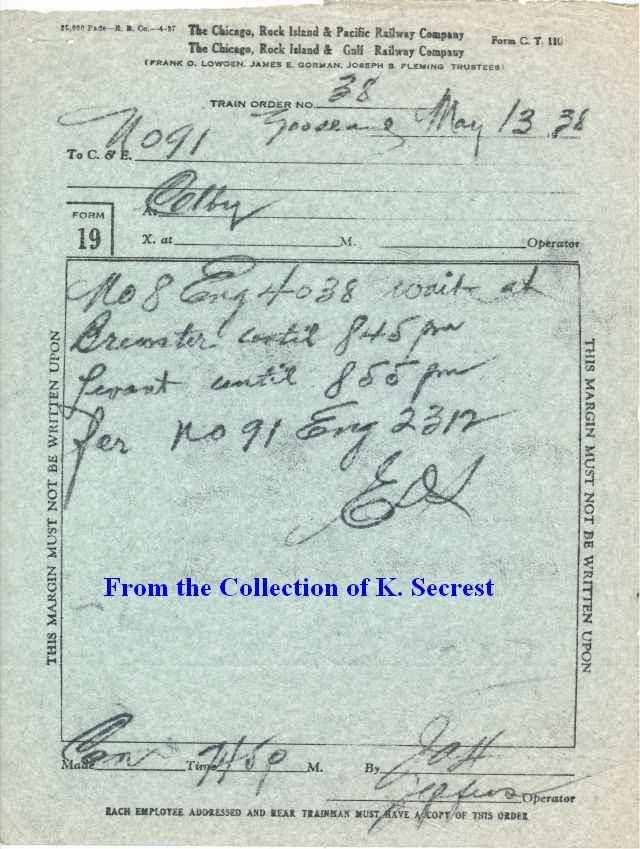 25,000 Pads—R. M. Co.—4-37
The Chicago, Rock Island & Pacific Railway Company
The Chicago, Rock Island & Gulf Railway Company
Form C. T. 110
(FRANK O. LOWDEN, JAMES E. GORMAN, JOSEPH B. FLEMING TRUSTEES)
TRAIN ORDER NO. 38
Goodland May 13 1938
To C. & E. No 91
At Colby
FORM
19
X. at M. Operator
THIS MARGIN MUST NOT BE WRITTEN UPON
No 8 Eng 4038 wait at
Brewster until 845 pm
Levant until 855 pm
for No 91 Eng 2312
THIS MARGIN MUST NOT BE WRITTEN UPON
From the Collection of K. Secrest
Made Com Time 745 P M. By
Operator
EACH EMPLOYEE ADDRESSED AND REAR TRAINMAN MUST HAVE A COPY OF THIS ORDER